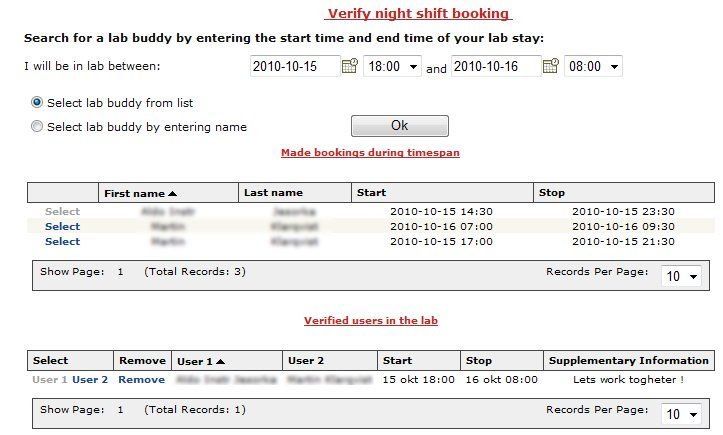 Verify night shift booking
Search for a lab buddy by entering the start time and end time of your lab stay:
I will be in lab between: 2010-10-15 18:00 and 2010-10-16 08:00
Select lab buddy from list
Select lab buddy by entering name Ok
Made bookings during timespan
First name Last name Start Stop
Select 2010-10-15 14:30 2010-10-15 23:30
Select 2010-10-16 07:00 2010-10-16 09:30
Select 2010-10-15 17:00 2010-10-15 21:30
Show Page: 1 (Total Records: 3) Records Per Page: 10
Verified users in the lab
Select Remove User 1 User 2 Start Stop Supplementary Information
User 1 User 2 Remove 15 okt 18:00 16 okt 08:00 Lets work togheter !
Show Page: 1 (Total Records: 1) Records Per Page: 10